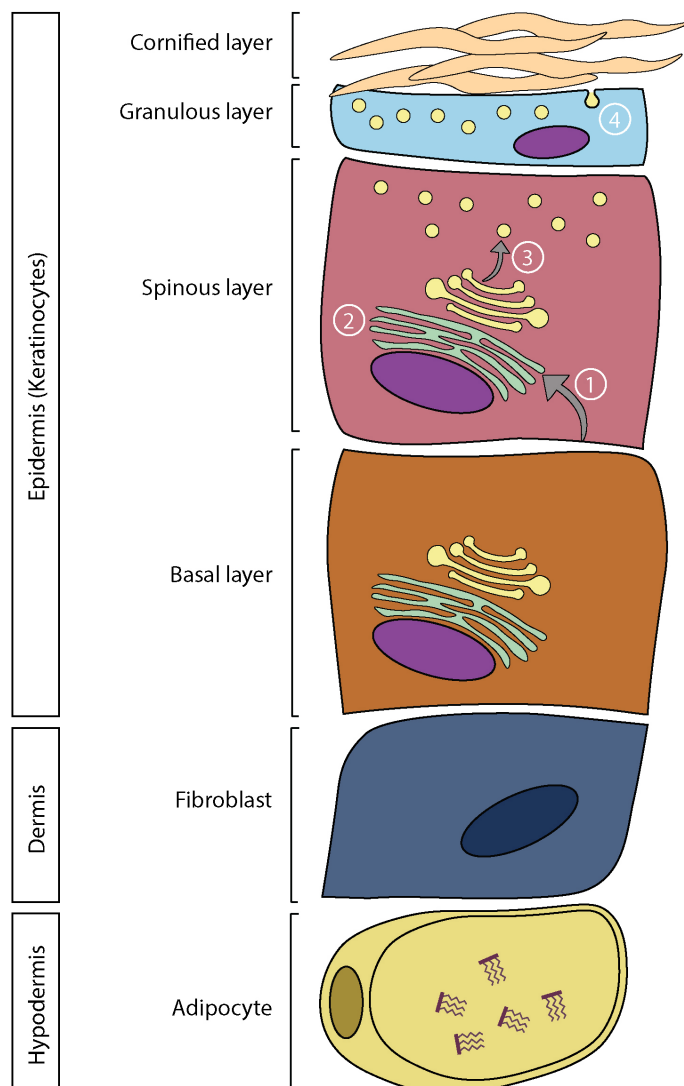 Cornified layer
Granulous layer
4
Spinous layer
3
2
1
Epidermis (Keratinocytes)
Basal layer
Dermis
Fibroblast
Hypodermis
Adipocyte